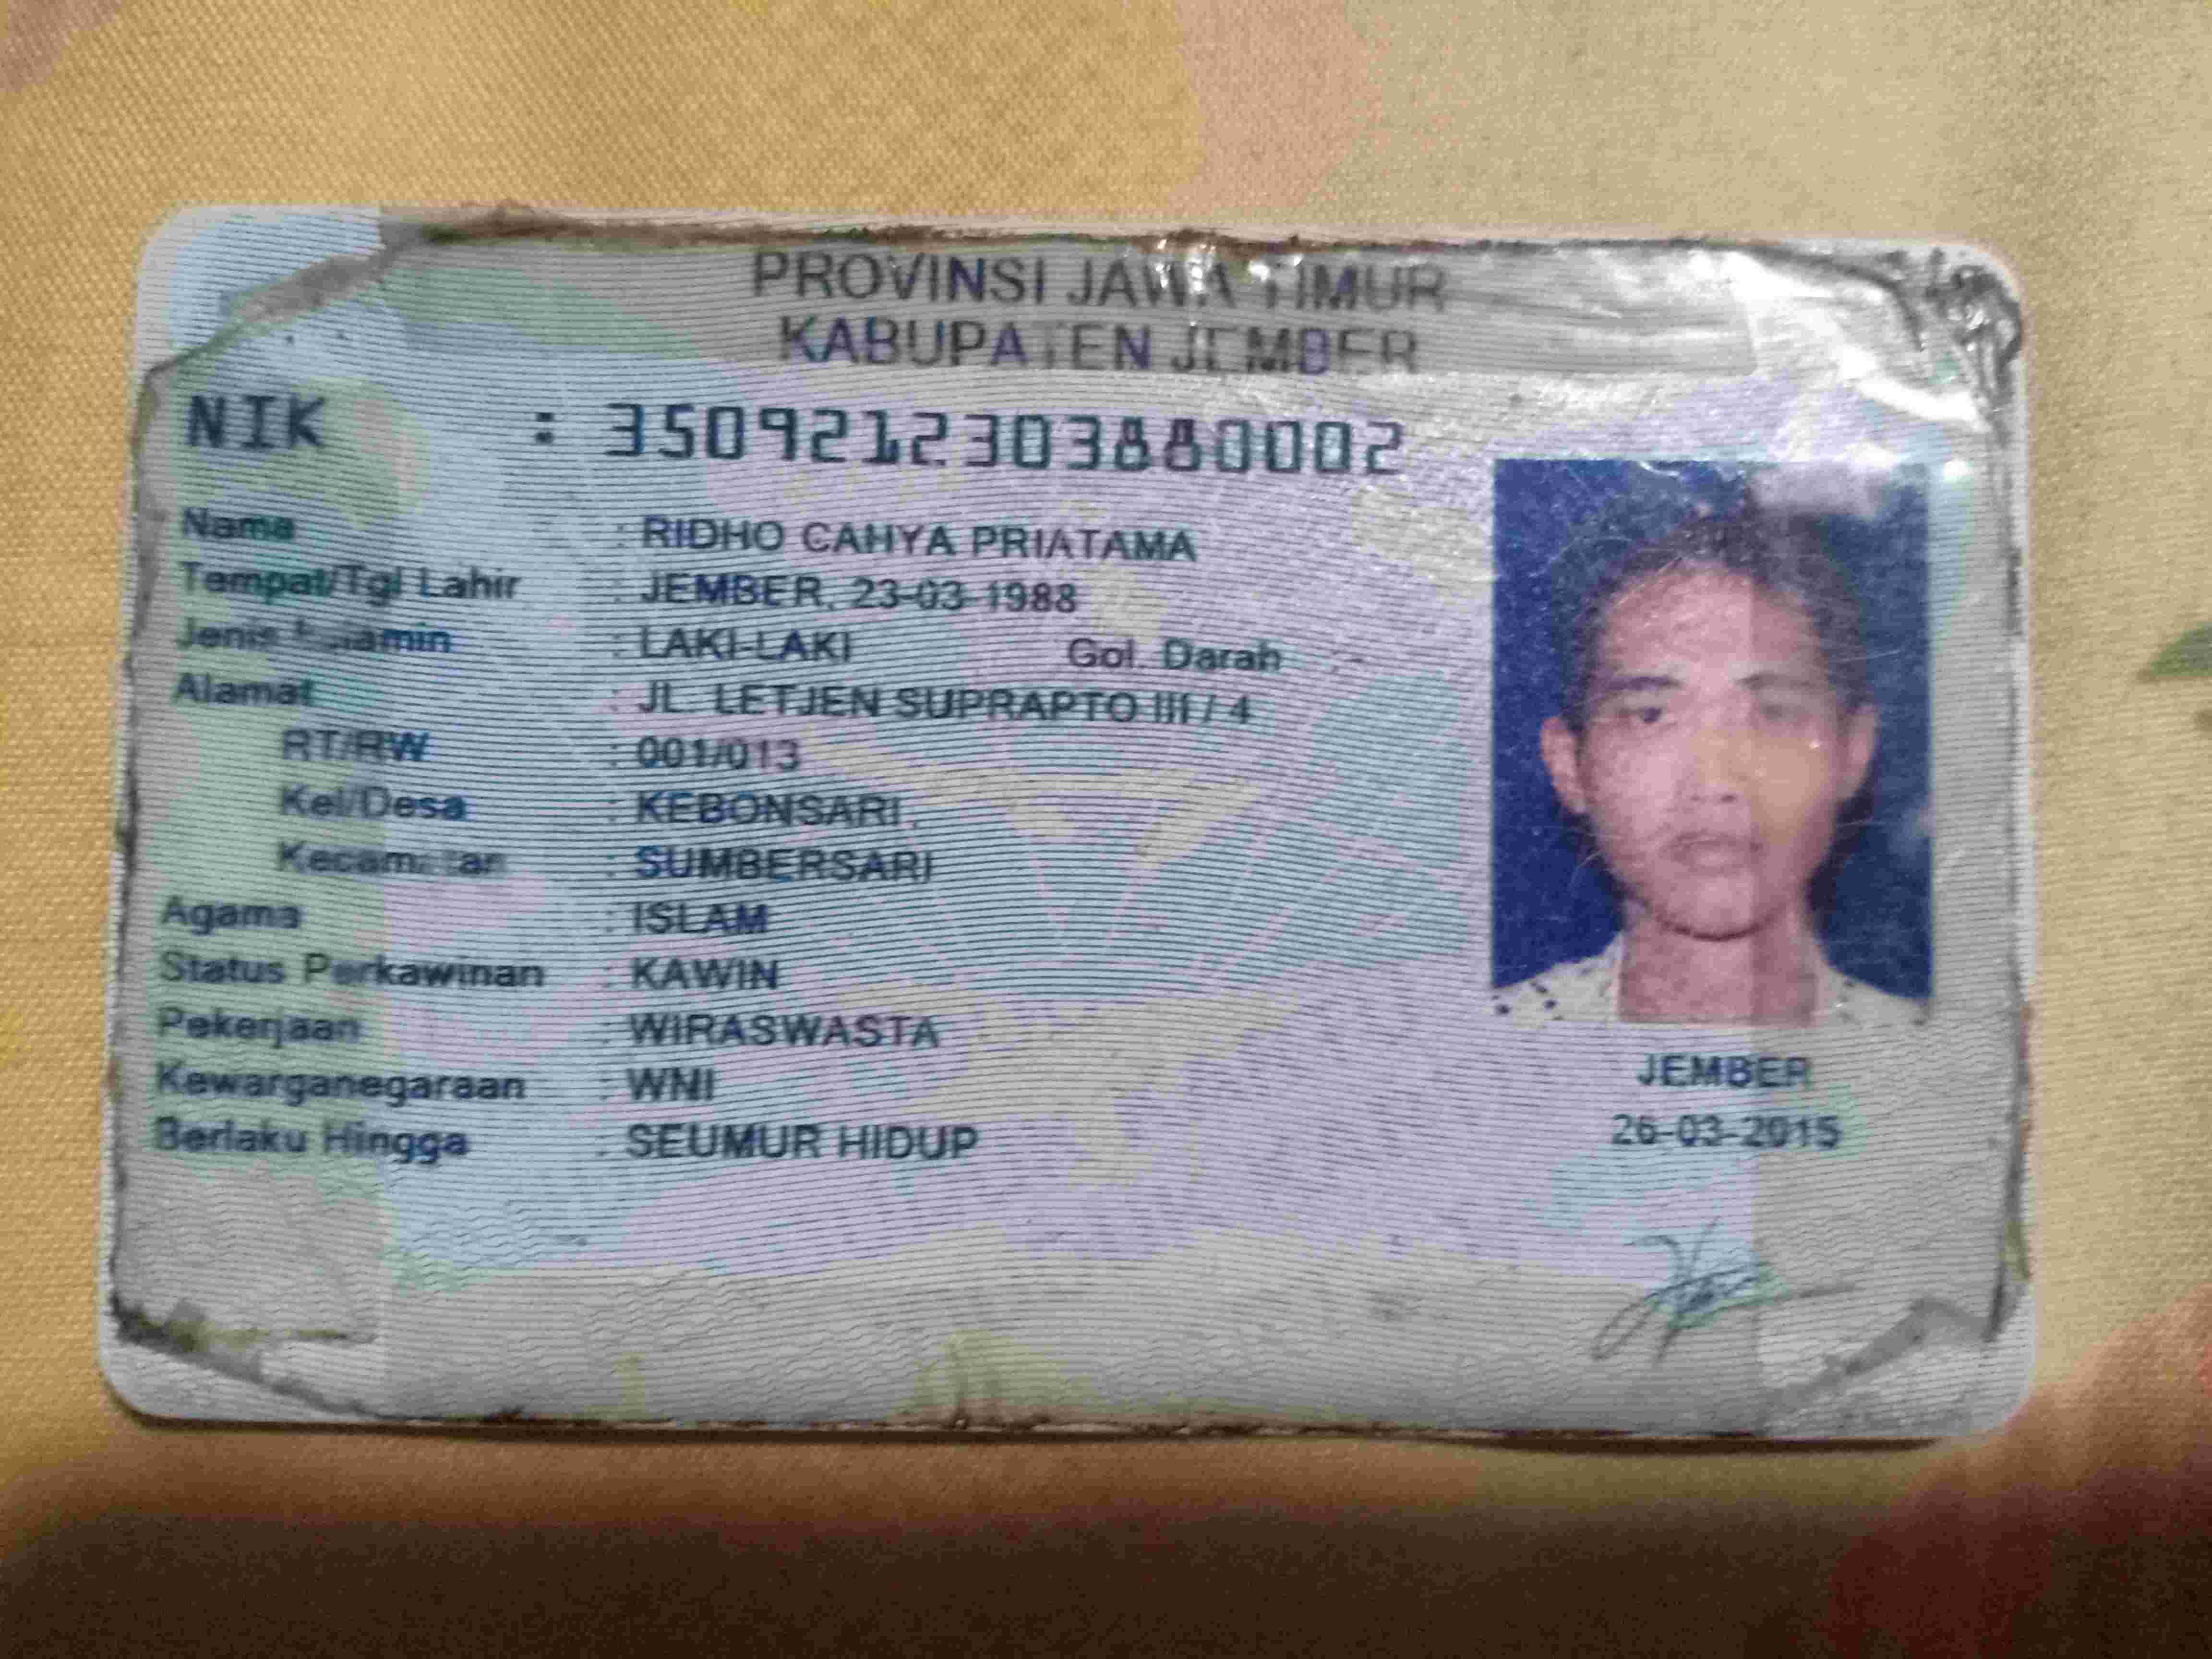 PROVINSI JAWA TIMUR
KABUPATEN JEMBER
NIK : 3509212303880002
Nama : RIDHO CAHYA PRIATAMA
Tempat/Tgl Lahir : JEMBER, 23-03-1988
Jenis Kelamin : LAKI-LAKI Gol. Darah : -
Alamat : JL. LETJEN SUPRAPTO III / 4
RT/RW : 001/013
Kel/Desa : KEBONSARI
Kecamatan : SUMBERSARI
Agama : ISLAM
Status Perkawinan : KAWIN
Pekerjaan : WIRASWASTA
Kewarganegaraan : WNI
Berlaku Hingga : SEUMUR HIDUP
JEMBER
26-03-2015